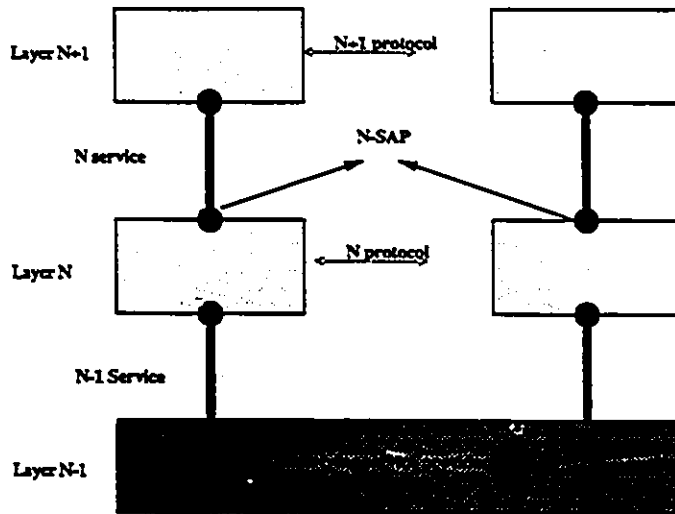 Layer N+1
N+1 protocol
N service
N-SAP
Layer N
N protocol
N-1 Service
Layer N-1